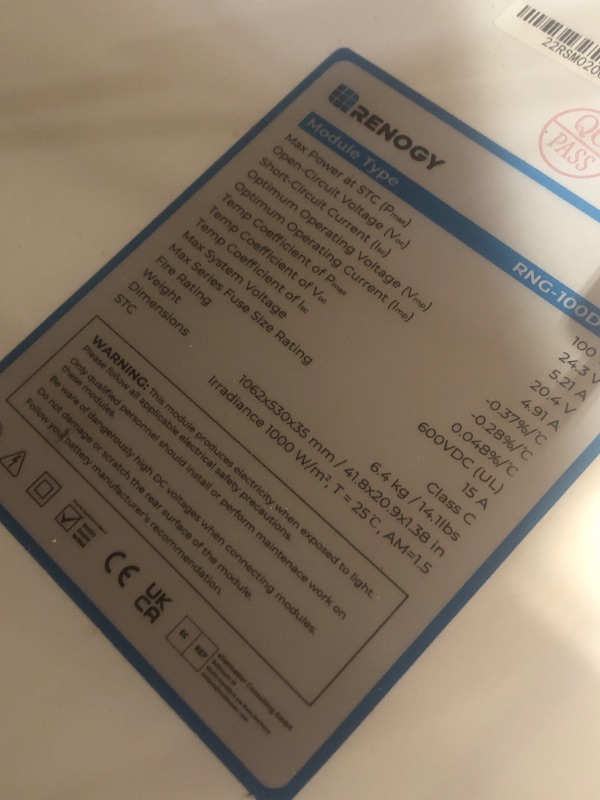 22RSM020
QC
PASS
RENOGY
Module Type RNG-100D
Max Power at STC (Pmax) 100
Open-Circuit Voltage (Voc) 24.3 V
Short-Circuit Current (Isc) 5.21 A
Optimum Operating Voltage (Vmp) 20.4 V
Optimum Operating Current (Imp) 4.91 A
Temp Coefficient of Pmax -0.37%/°C
Temp Coefficient of Voc -0.28%/°C
Temp Coefficient of Isc 0.048%/°C
Max System Voltage 600VDC (UL)
Max Series Fuse Size Rating 15 A
Fire Rating Class C
Weight 6.4 kg / 14.1lbs
Dimensions 1062x530x35 mm / 41.8x20.9x1.38 in
STC Irradiance 1000 W/m², T = 25°C, AM=1.5
WARNING: This module produces electricity when exposed to light.
please follow all applicable electrical safety precautions.
Only qualified personnel should install or perform maintenace work on
these modules
Be ware of dangerously high DC voltages when connecting modules.
Do not damage or scratch the rear surface of the module.
Follow your battery manufacturer's recommendation.
CE
UK
CA
EC REP
Consulting GmbH